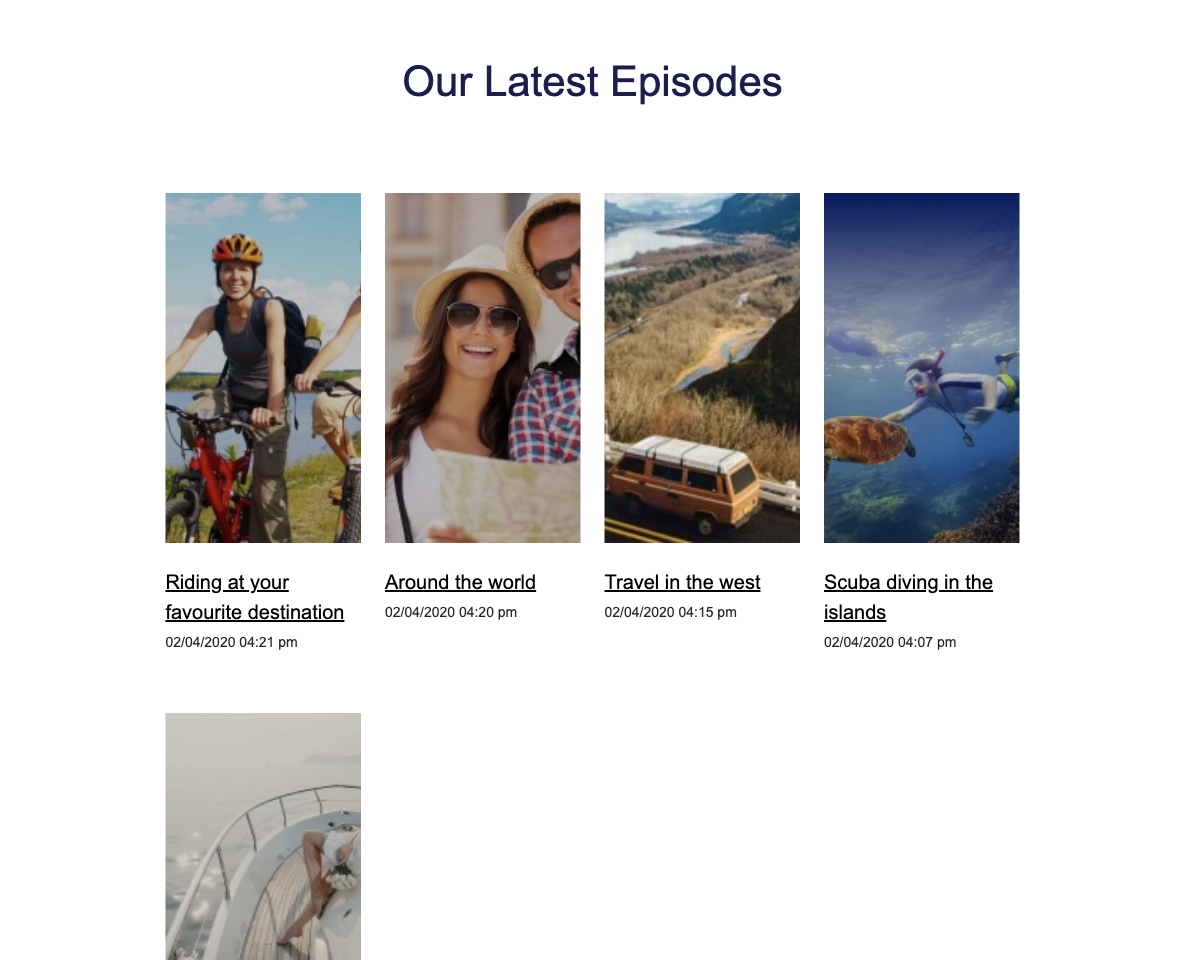 Our Latest Episodes
Riding at your
favourite destination
02/04/2020 04:21 pm
Around the world
02/04/2020 04:20 pm
Travel in the west
02/04/2020 04:15 pm
Scuba diving in the
islands
02/04/2020 04:07 pm